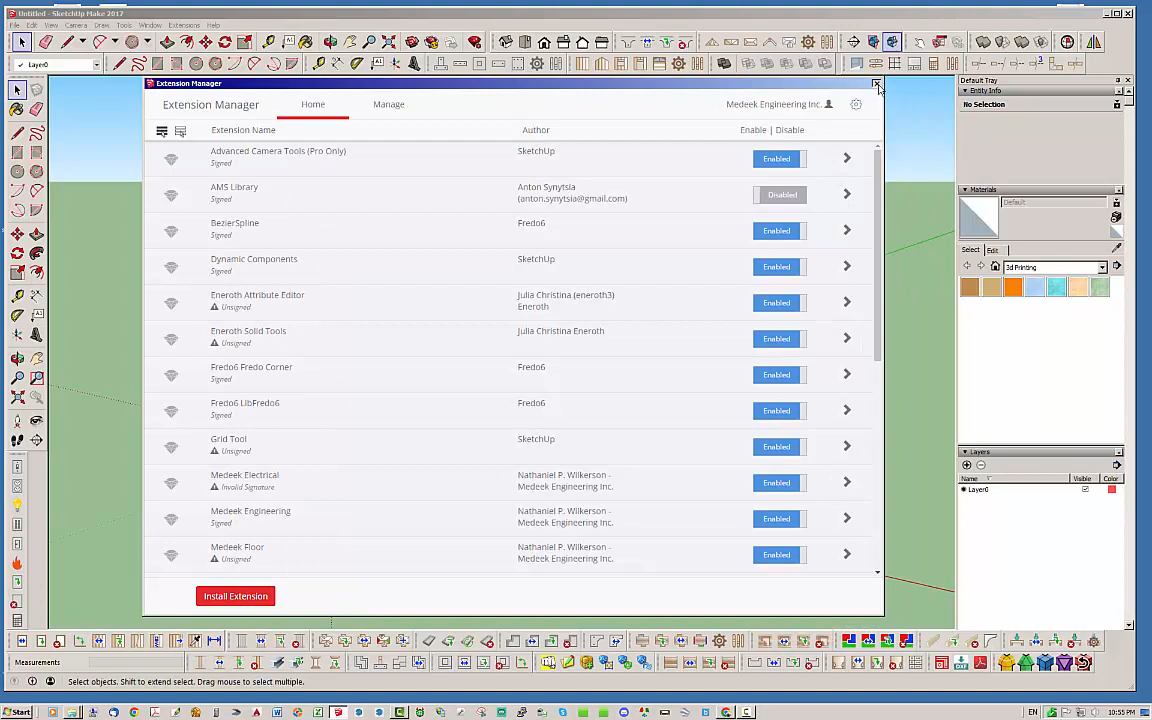 Untitled - SketchUp Make 2017
File Edit View Camera Draw Tools Window Extensions Help
Layer0
Extension Manager
Extension Manager Home Manage Medeek Engineering Inc.
Extension Name Author Enable | Disable
Advanced Camera Tools (Pro Only) SketchUp Enabled
Signed
AMS Library Anton Synytsia Disabled
Signed (anton.synytsia@gmail.com)
BezierSpline Fredo6 Enabled
Signed
Dynamic Components SketchUp Enabled
Signed
Eneroth Attribute Editor Julia Christina (eneroth3) Enabled
Unsigned Eneroth
Eneroth Solid Tools Julia Christina Eneroth Enabled
Unsigned
Fredo6 Fredo Corner Fredo6 Enabled
Signed
Fredo6 LibFredo6 Fredo6 Enabled
Signed
Grid Tool SketchUp Enabled
Unsigned
Medeek Electrical Nathaniel P. Wilkerson - Enabled
Invalid Signature Medeek Engineering Inc.
Medeek Engineering Nathaniel P. Wilkerson - Enabled
Signed Medeek Engineering Inc.
Medeek Floor Nathaniel P. Wilkerson - Enabled
Unsigned Medeek Engineering Inc.
Install Extension
Default Tray
Entity Info
No Selection
Materials
Default
Select Edit
3d Printing
Layers
Name Visible Color
Layer0
Measurements
Select objects. Shift to extend select. Drag mouse to select multiple.
Start EN 10:55 PM